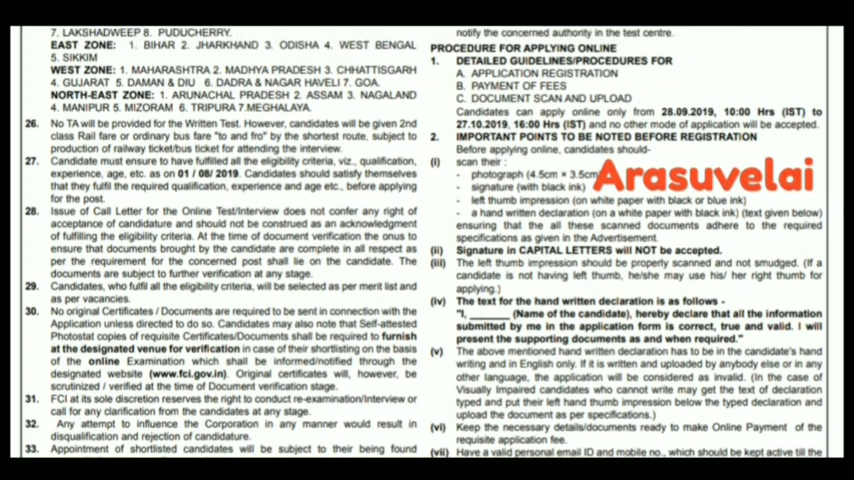 7. LAKSHADWEEP 8. PUDUCHERRY.
EAST ZONE: 1. BIHAR 2. JHARKHAND 3. ODISHA 4. WEST BENGAL
5. SIKKIM
WEST ZONE: 1. MAHARASHTRA 2. MADHYA PRADESH 3. CHHATTISGARH
4. GUJARAT 5. DAMAN & DIU 6. DADRA & NAGAR HAVELI 7. GOA.
NORTH-EAST ZONE: 1. ARUNACHAL PRADESH 2. ASSAM 3. NAGALAND
4. MANIPUR 5. MIZORAM 6. TRIPURA 7.MEGHALAYA.
26. No TA will be provided for the Written Test. However, candidates will be given 2nd
class Rail fare or ordinary bus fare "to and fro" by the shortest route, subject to
production of railway ticket/bus ticket for attending the interview.
27. Candidate must ensure to have fulfilled all the eligibility criteria, viz., qualification,
experience, age, etc. as on 01 / 08/ 2019. Candidates should satisfy themselves
that they fulfil the required qualification, experience and age etc., before applying
for the post.
28. Issue of Call Letter for the Online Test/Interview does not confer any right of
acceptance of candidature and should not be construed as an acknowledgment
of fulfilling the eligibility criteria. At the time of document verification the onus to
ensure that documents brought by the candidate are complete in all respect as
per the requirement for the concerned post shall lie on the candidate. The
documents are subject to further verification at any stage.
29. Candidates, who fulfil all the eligibility criteria, will be selected as per merit list and
as per vacancies.
30. No original Certificates / Documents are required to be sent in connection with the
Application unless directed to do so. Candidates may also note that Self-attested
Photostat copies of requisite Certificates/Documents shall be required to furnish
at the designated venue for verification in case of their shortlisting on the basis
of the online Examination which shall be informed/notified through the
designated website (www.fci.gov.in). Original certificates will, however, be
scrutinized / verified at the time of Document verification stage.
31. FCI at its sole discretion reserves the right to conduct re-examination/Interview or
call for any clarification from the candidates at any stage.
32. Any attempt to influence the Corporation in any manner would result in
disqualification and rejection of candidature.
33. Appointment of shortlisted candidates will be subject to their being found
notify the concerned authority in the test centre.
PROCEDURE FOR APPLYING ONLINE
1. DETAILED GUIDELINES/PROCEDURES FOR
A. APPLICATION REGISTRATION
B. PAYMENT OF FEES
C. DOCUMENT SCAN AND UPLOAD
Candidates can apply online only from 28.09.2019, 10:00 Hrs (IST) to
27.10.2019, 16:00 Hrs (IST) and no other mode of application will be accepted.
2. IMPORTANT POINTS TO BE NOTED BEFORE REGISTRATION
Before applying online, candidates should-
(i) scan their :
- photograph (4.5cm × 3.5cm)
- signature (with black ink)
Arasuvelai
- left thumb impression (on white paper with black or blue ink)
- a hand written declaration (on a white paper with black ink) (text given below)
ensuring that the all these scanned documents adhere to the required
specifications as given in the Advertisement.
(ii) Signature in CAPITAL LETTERS will NOT be accepted.
(iii) The left thumb impression should be properly scanned and not smudged. (If a
candidate is not having left thumb, he/she may use his/ her right thumb for
applying.)
(iv) The text for the hand written declaration is as follows -
"I, _______ (Name of the candidate), hereby declare that all the information
submitted by me in the application form is correct, true and valid. I will
present the supporting documents as and when required."
(v) The above mentioned hand written declaration has to be in the candidate's hand
writing and in English only. If it is written and uploaded by anybody else or in any
other language, the application will be considered as invalid. (In the case of
Visually Impaired candidates who cannot write may get the text of declaration
typed and put their left hand thumb impression below the typed declaration and
upload the document as per specifications.)
(vi) Keep the necessary details/documents ready to make Online Payment of the
requisite application fee.
(vii) Have a valid personal email ID and mobile no., which should be kept active till the